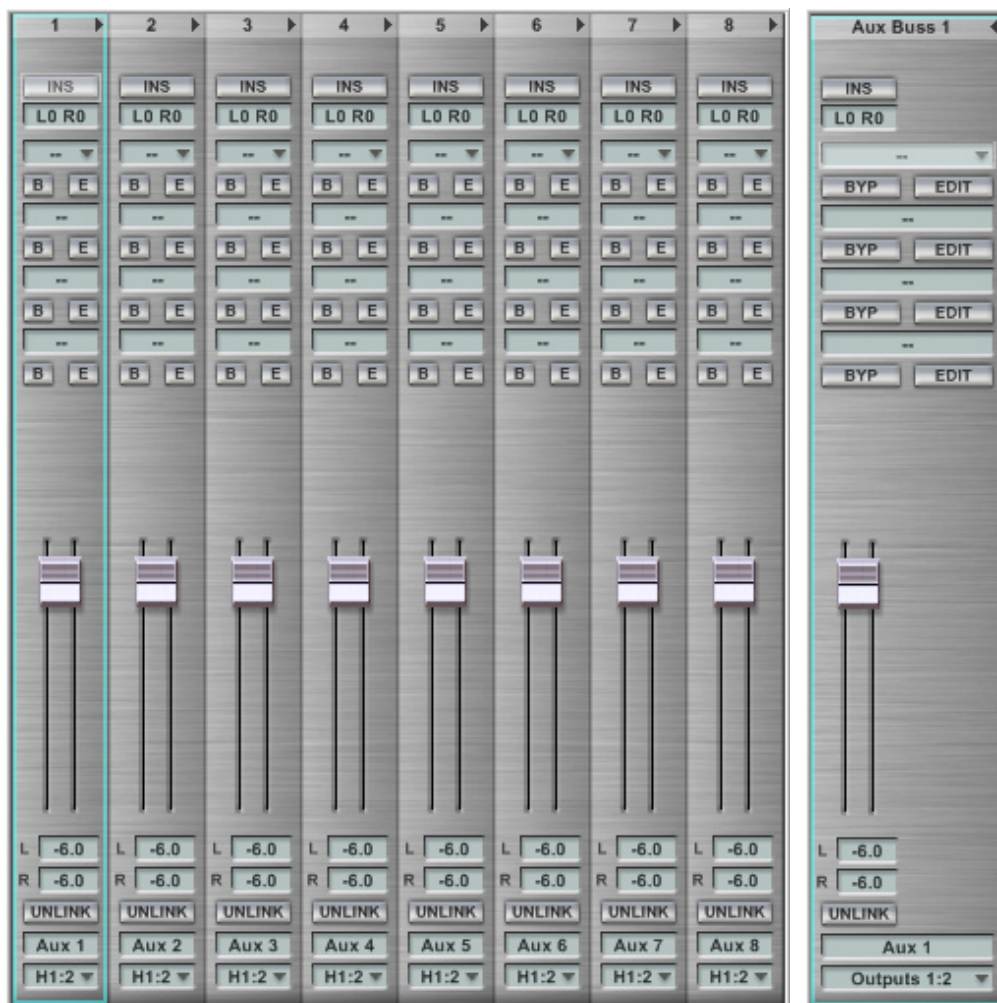 1 2 3 4 5 6 7 8 Aux Buss 1
INS INS INS INS INS INS INS INS INS
L0 R0 L0 R0 L0 R0 L0 R0 L0 R0 L0 R0 L0 R0 L0 R0 L0 R0
-- -- -- -- -- -- -- -- --
B E B E B E B E B E B E B E B E BYP EDIT
-- -- -- -- -- -- -- -- --
B E B E B E B E B E B E B E B E BYP EDIT
-- -- -- -- -- -- -- -- --
B E B E B E B E B E B E B E B E BYP EDIT
-- -- -- -- -- -- -- -- --
B E B E B E B E B E B E B E B E BYP EDIT
L -6.0 L -6.0 L -6.0 L -6.0 L -6.0 L -6.0 L -6.0 L -6.0 L -6.0
R -6.0 R -6.0 R -6.0 R -6.0 R -6.0 R -6.0 R -6.0 R -6.0 R -6.0
UNLINK UNLINK UNLINK UNLINK UNLINK UNLINK UNLINK UNLINK UNLINK
Aux 1 Aux 2 Aux 3 Aux 4 Aux 5 Aux 6 Aux 7 Aux 8 Aux 1
H1:2 H1:2 H1:2 H1:2 H1:2 H1:2 H1:2 H1:2 Outputs 1:2